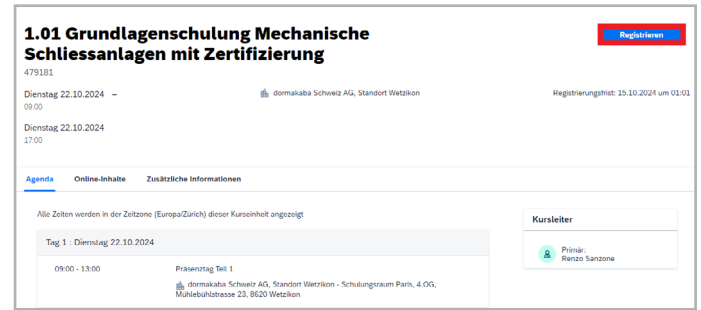 1.01 Grundlagenschulung Mechanische
Schliessanlagen mit Zertifizierung
Registrieren
479181
Dienstag 22.10.2024 –
09:00
dormakaba Schweiz AG, Standort Wetzikon
Registrierungsfrist: 15.10.2024 um 01:01
Dienstag 22.10.2024
17:00
Agenda Online-Inhalte Zusätzliche Informationen
Alle Zeiten werden in der Zeitzone (Europa/Zürich) dieser Kurseinheit angezeigt
Kursleiter
Tag 1 : Dienstag 22.10.2024
Primär:
Renzo Sanzone
09:00 - 13:00 Präsenztag Teil 1
dormakaba Schweiz AG, Standort Wetzikon - Schulungsraum Paris, 4.OG,
Mühlebühlstrasse 23, 8620 Wetzikon